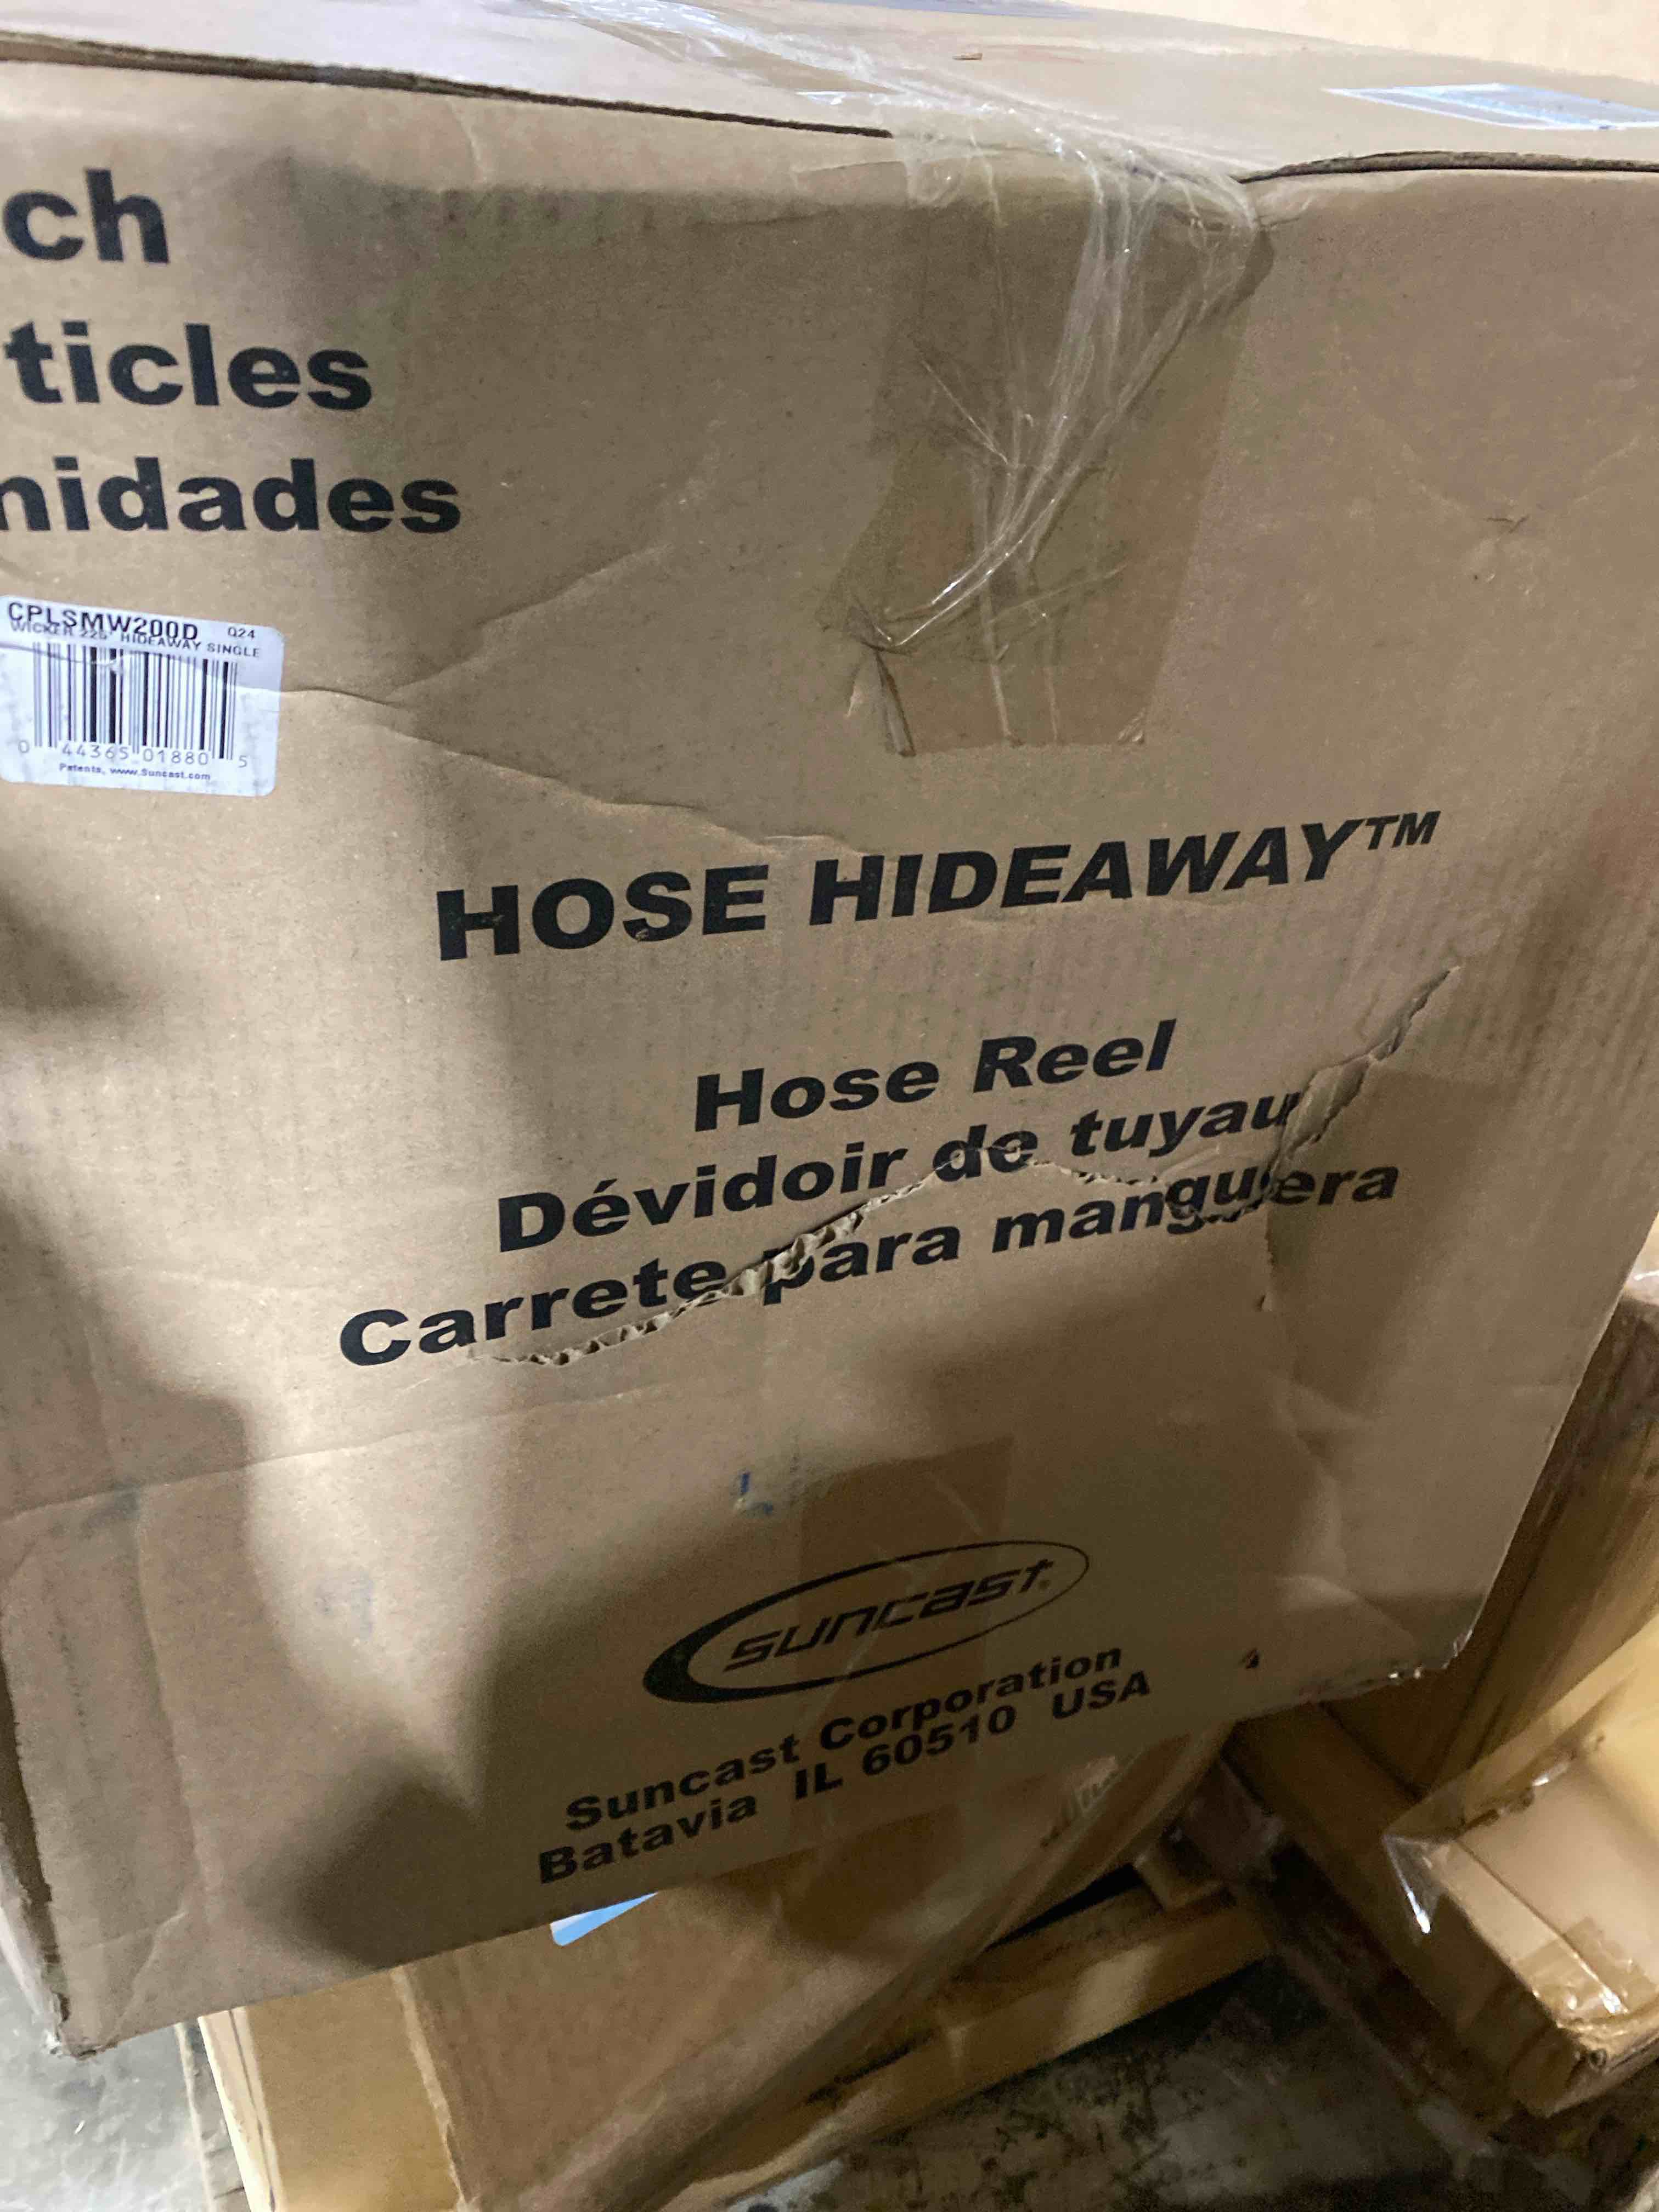 ch
ticles
nidades
CPLSMW200D Q24
WICKER 225' HIDEAWAY SINGLE
0 44365 01880 5
Patents, www.Suncast.com
HOSE HIDEAWAY™
Hose Reel
Dévidoir de tuyau
Carrete para manguera
suncast®
Suncast Corporation
Batavia IL 60510 USA